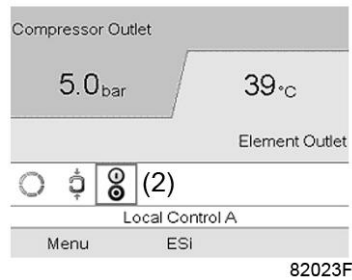 Compressor Outlet
5.0bar
39°C
Element Outlet
(2)
Local Control A
Menu ESi
82023F